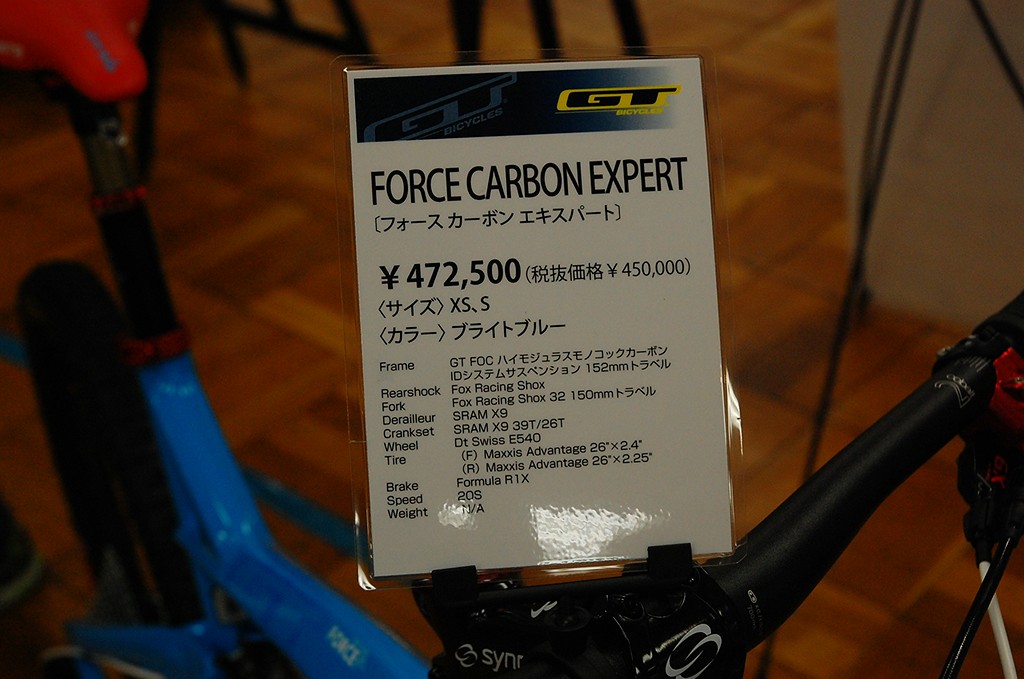 GT
BICYCLES
GT
BICYCLES
FORCE CARBON EXPERT
〔フォース カーボン エキスパート〕
¥472,500(税抜価格¥450,000)
〈サイズ〉XS、S
〈カラー〉ブライトブルー
Frame GT FOC ハイモジュラスモノコックカーボン
IDシステムサスペンション 152mmトラベル
Rearshock Fox Racing Shox
Fork Fox Racing Shox 32 150mmトラベル
Derailleur SRAM X9
Crankset SRAM X9 39T/26T
Wheel Dt Swiss E540
Tire (F) Maxxis Advantage 26"×2.4"
(R) Maxxis Advantage 26"×2.25"
Brake Formula R1X
Speed 20S
Weight N/A
FORCE
X9